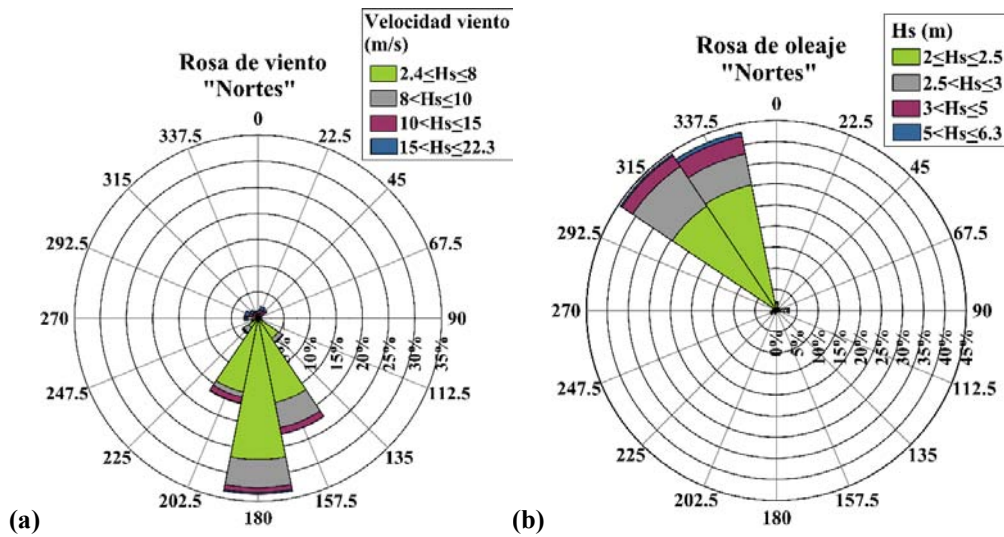 Velocidad viento
(m/s)
2.4≤Hs≤8
8<Hs≤10
10<Hs≤15
15<Hs≤22.3
Rosa de viento
"Nortes"
0
22.5
45
67.5
90
112.5
135
157.5
180
202.5
225
247.5
270
292.5
315
337.5
5%
10%
15%
20%
25%
30%
35%
(a)
Hs (m)
2≤Hs≤2.5
2.5<Hs≤3
3<Hs≤5
5<Hs≤6.3
Rosa de oleaje
"Nortes"
0
22.5
45
67.5
90
112.5
135
157.5
180
202.5
225
247.5
270
292.5
315
337.5
0%
5%
10%
15%
20%
25%
30%
35%
40%
45%
(b)